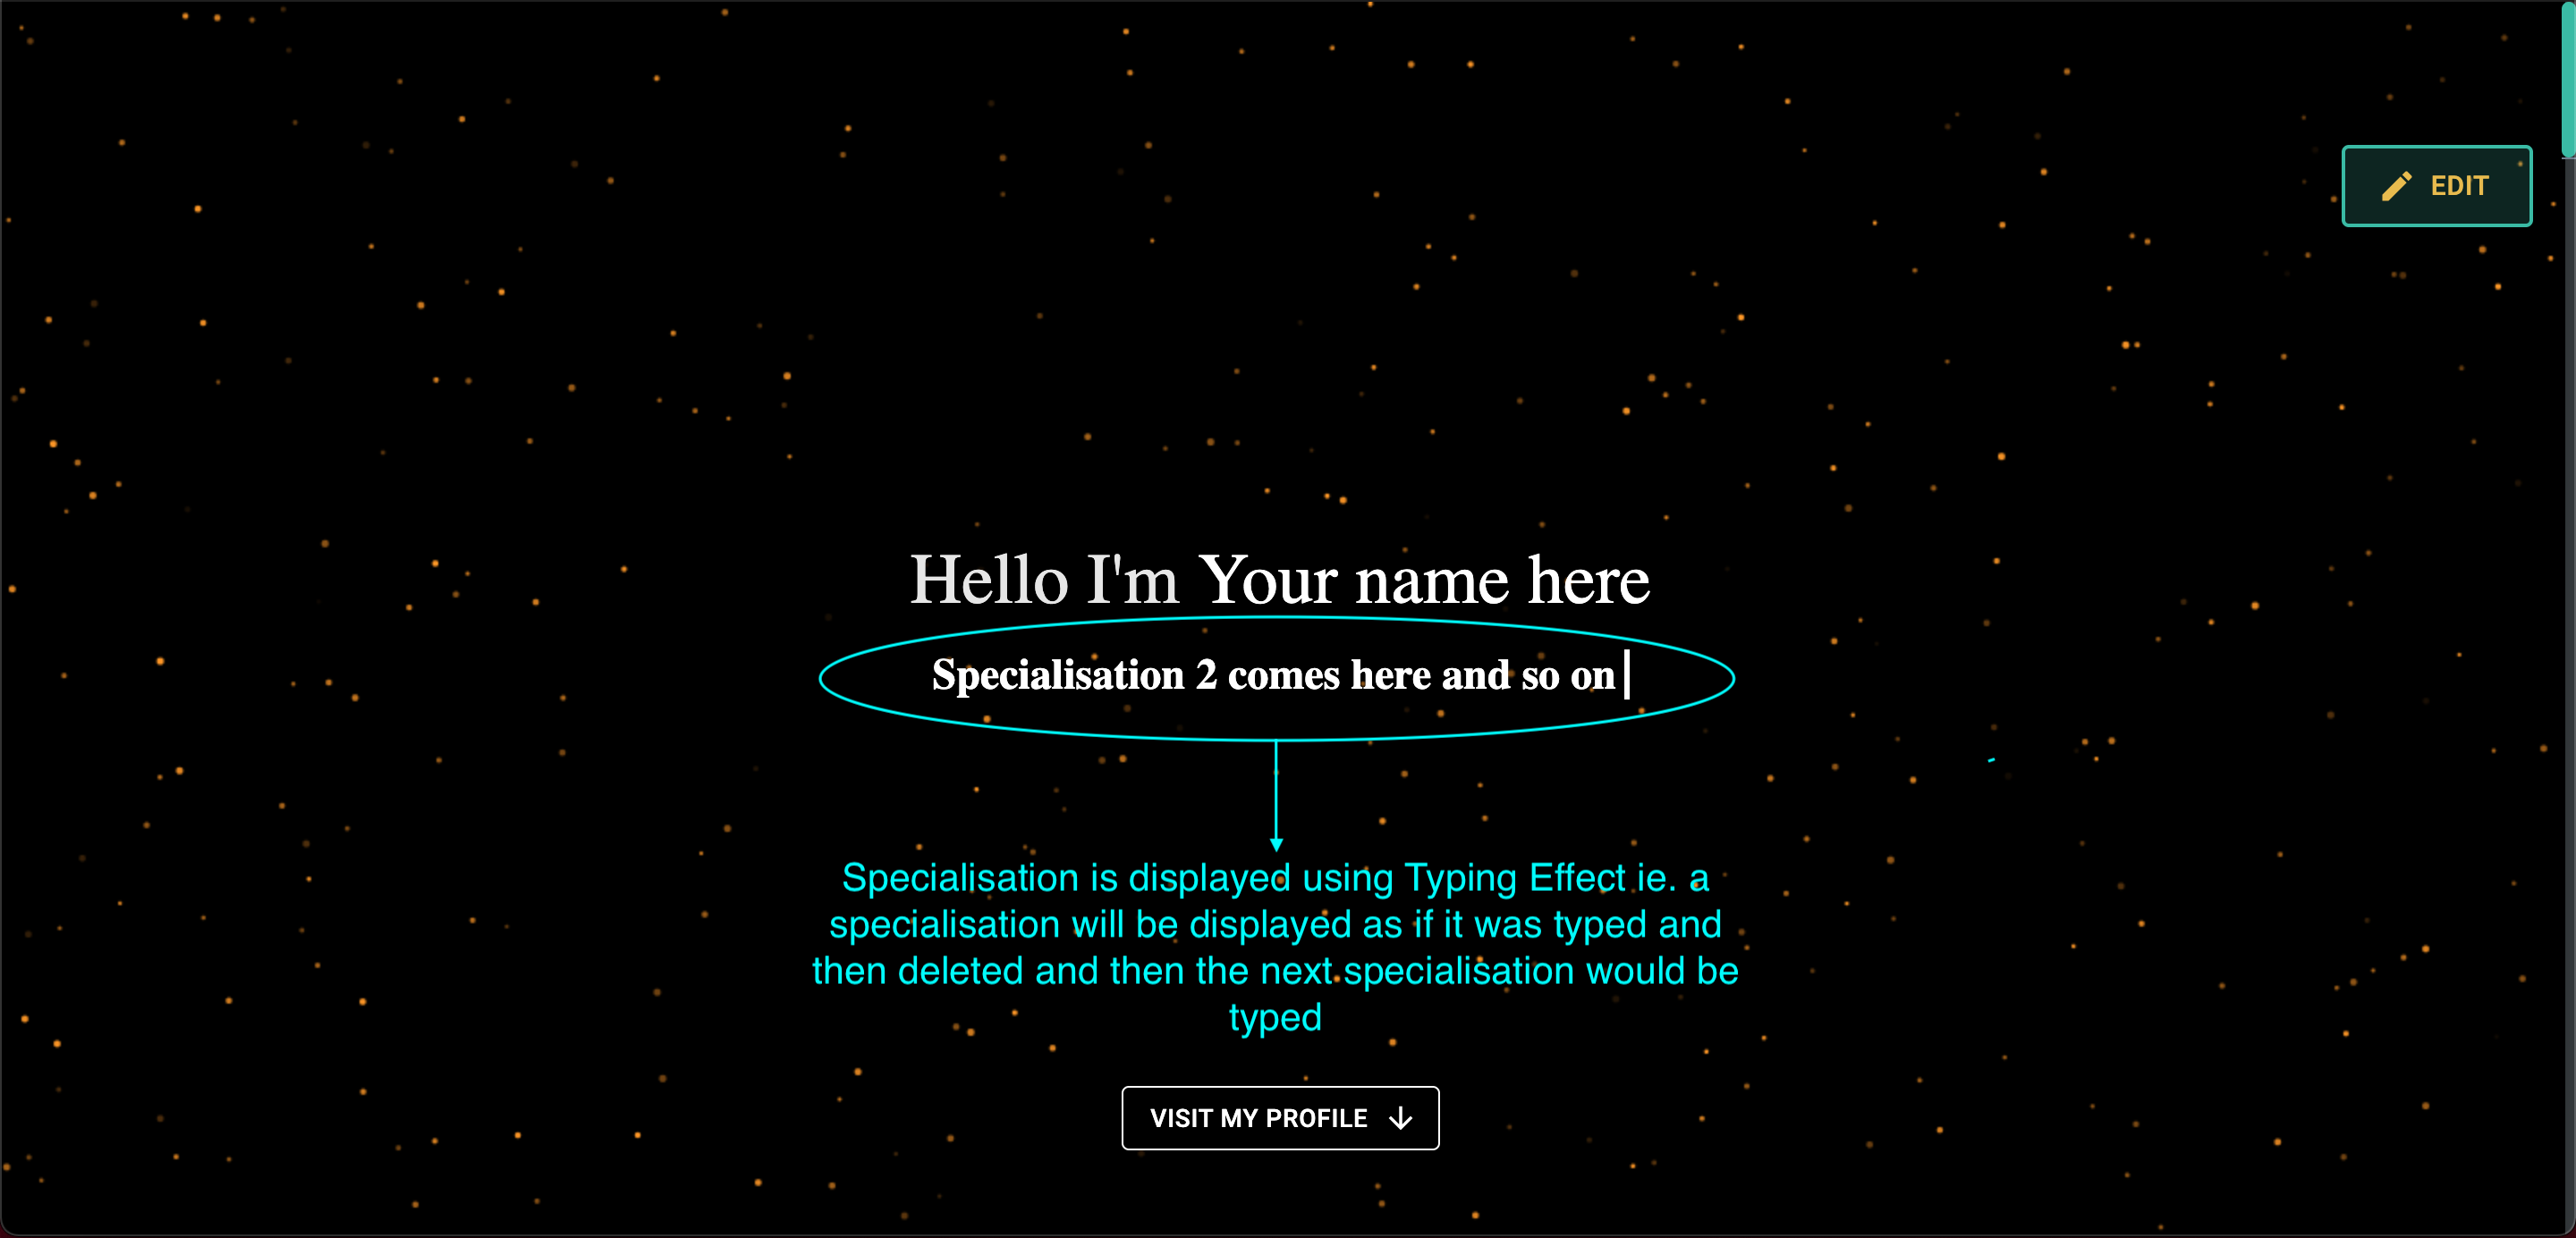 EDIT
Hello I'm Your name here
Specialisation 2 comes here and so on
Specialisation is displayed using Typing Effect ie. a
specialisation will be displayed as if it was typed and
then deleted and then the next specialisation would be
typed
VISIT MY PROFILE